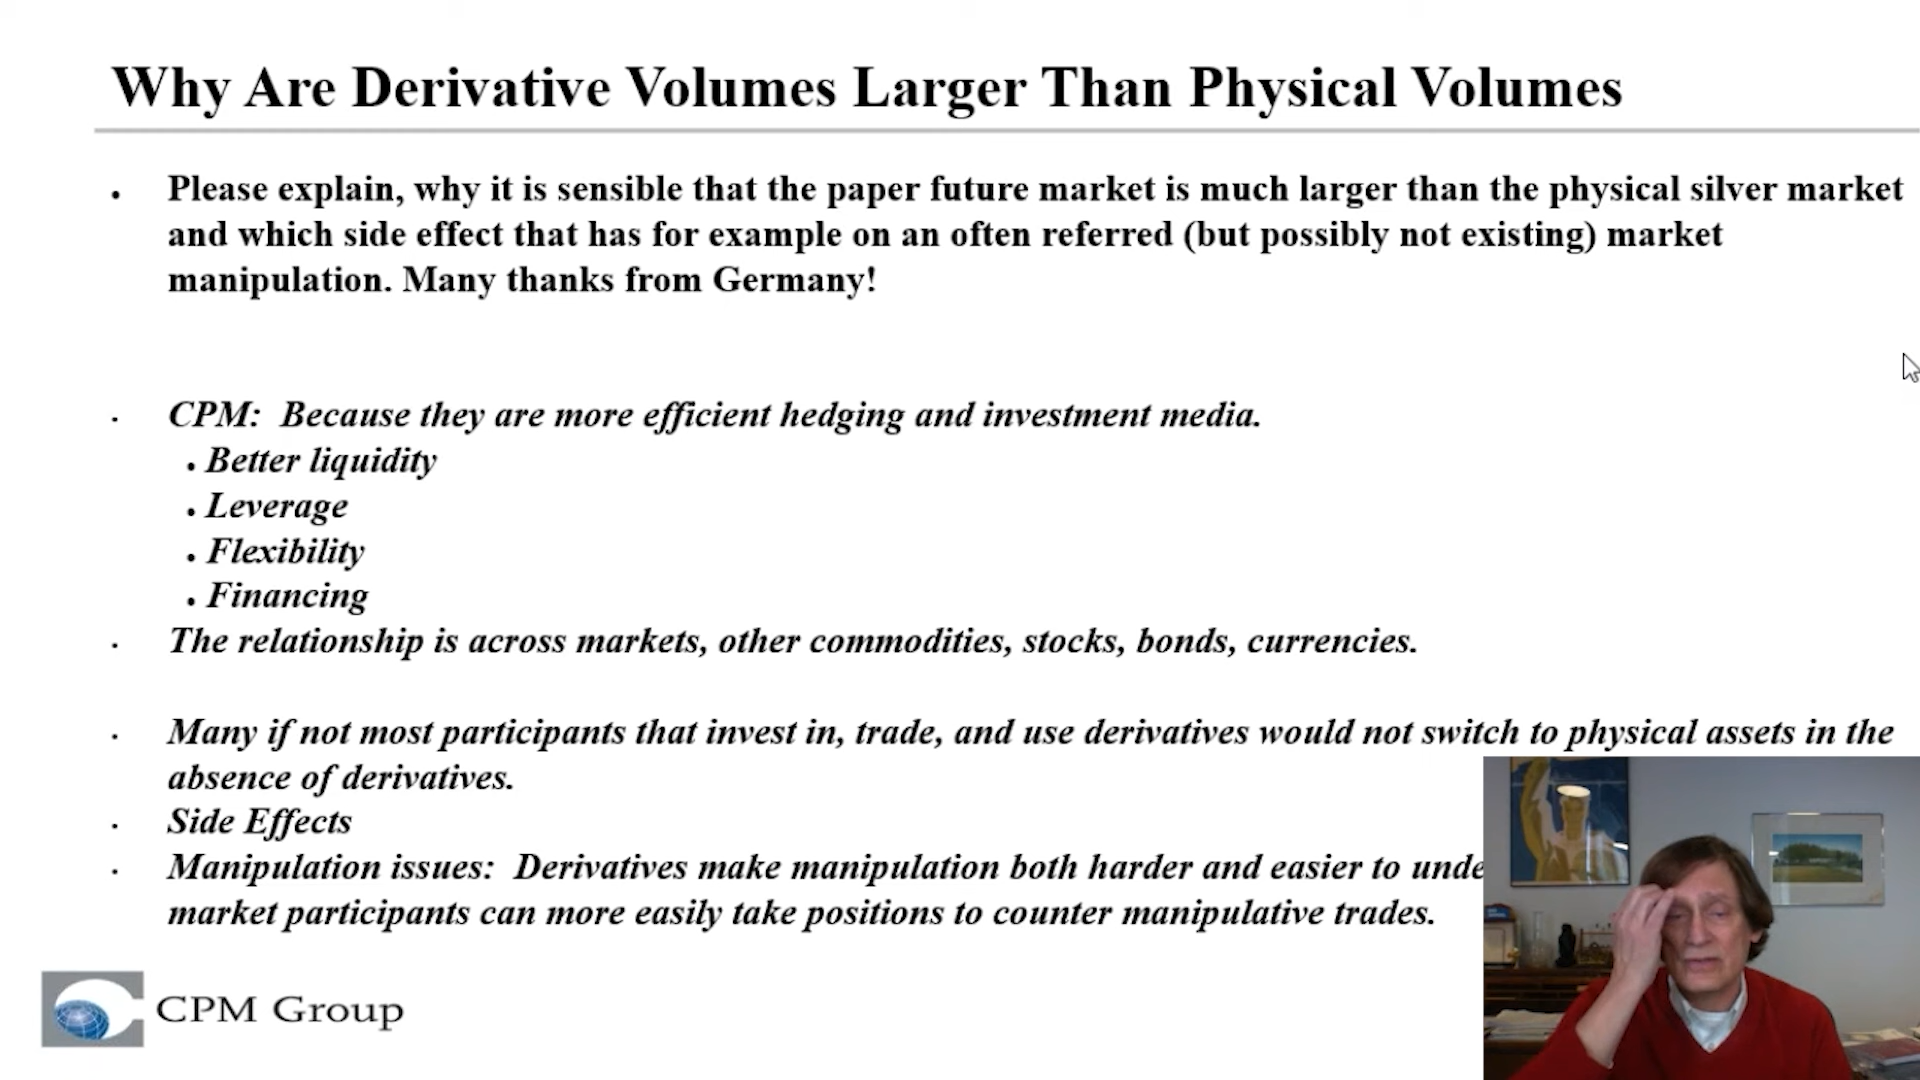 Why Are Derivative Volumes Larger Than Physical Volumes
• Please explain, why it is sensible that the paper future market is much larger than the physical silver market
and which side effect that has for example on an often referred (but possibly not existing) market
manipulation. Many thanks from Germany!
• CPM: Because they are more efficient hedging and investment media.
• Better liquidity
• Leverage
• Flexibility
• Financing
• The relationship is across markets, other commodities, stocks, bonds, currencies.
• Many if not most participants that invest in, trade, and use derivatives would not switch to physical assets in the
absence of derivatives.
• Side Effects
• Manipulation issues: Derivatives make manipulation both harder and easier to unde
market participants can more easily take positions to counter manipulative trades.
CPM Group